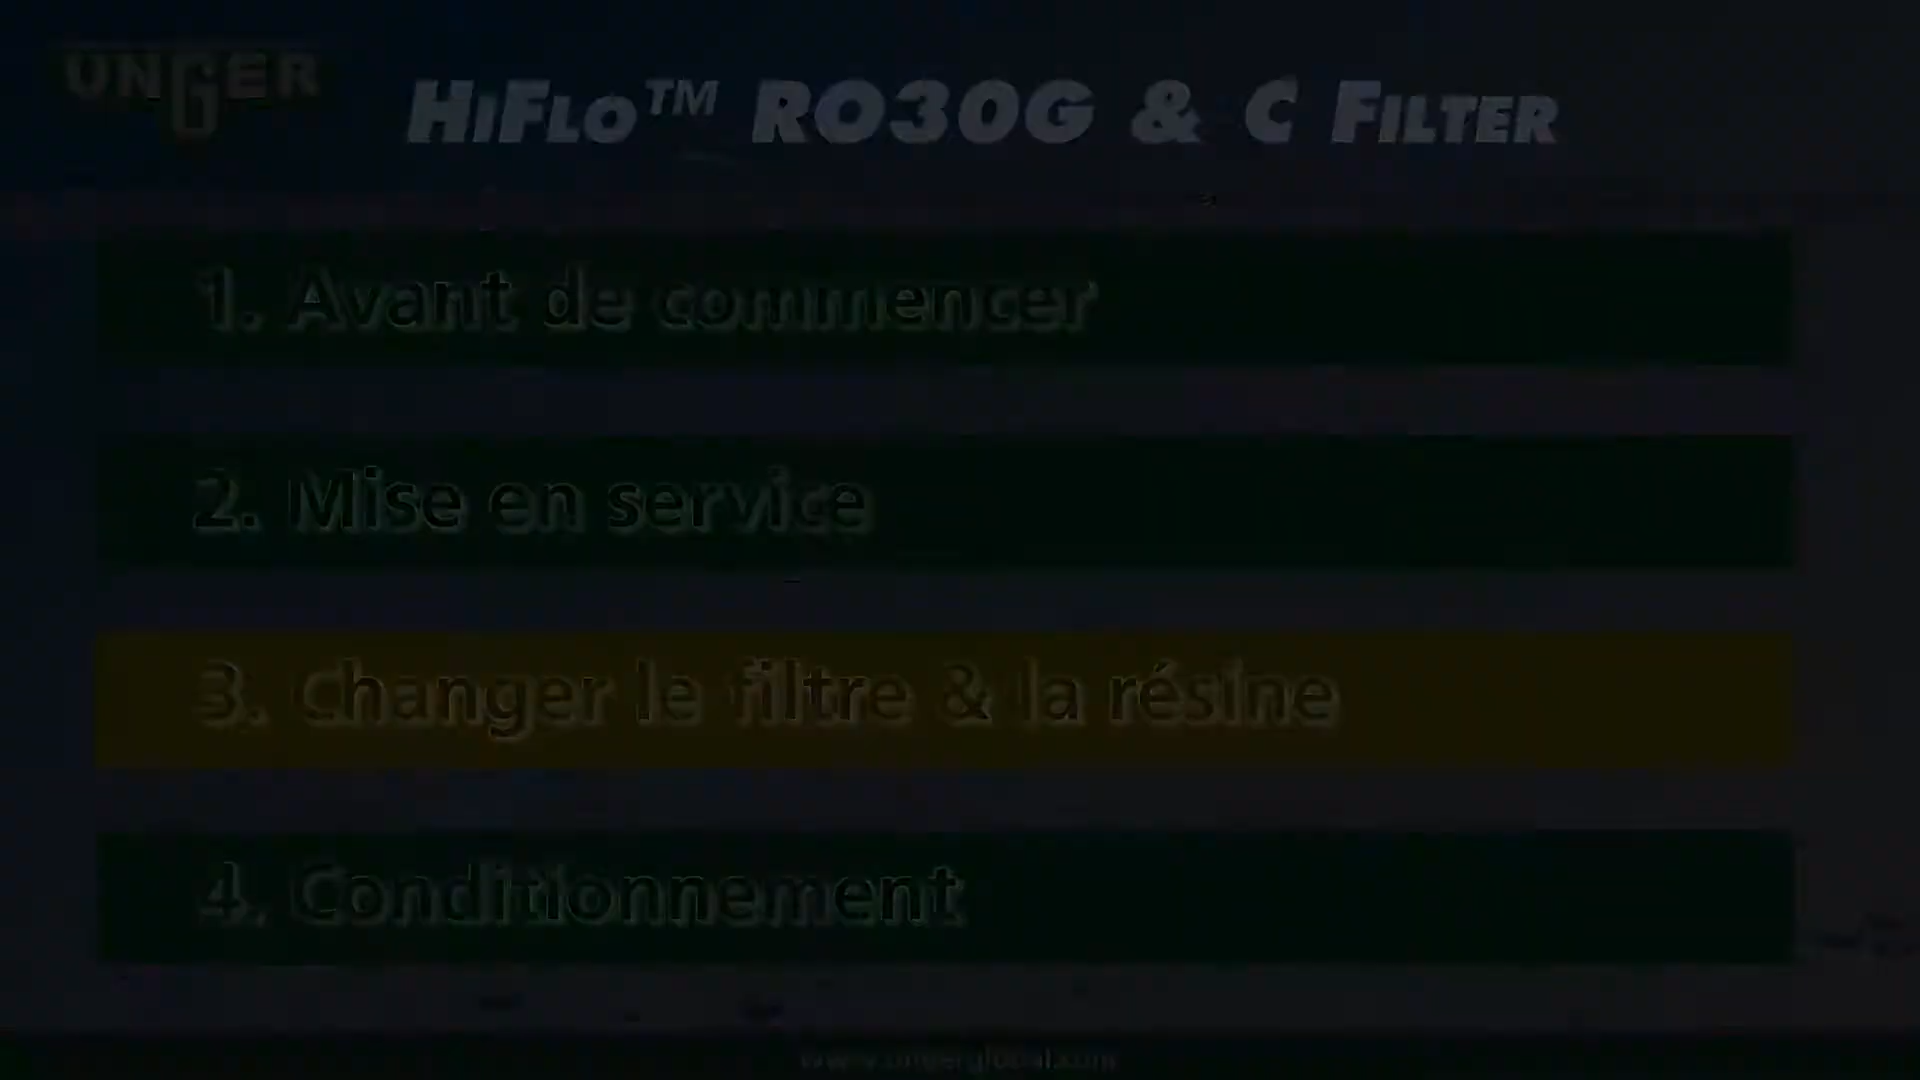 UNGER
HiFlo™ RO30G & C Filter
1. Avant de commencer
2. Mise en service
3. Changer le filtre & la résine
4. Conditionnement
www.ungerglobal.com